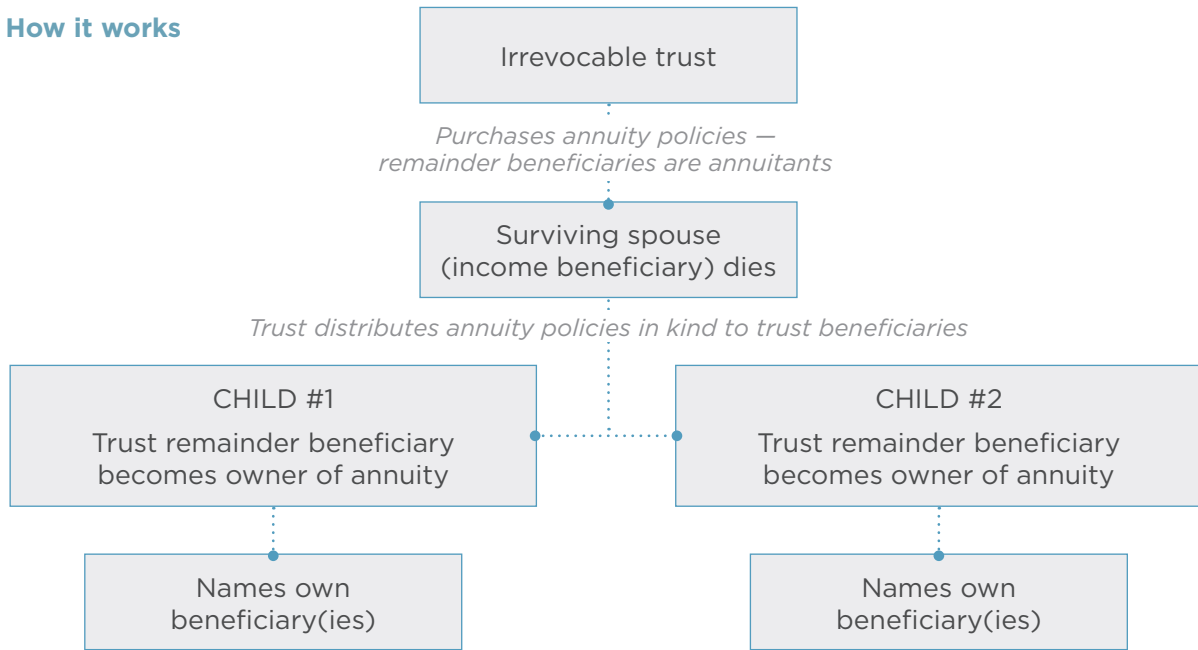 How it works
Irrevocable trust
Purchases annuity policies —
remainder beneficiaries are annuitants
Surviving spouse
(income beneficiary) dies
Trust distributes annuity policies in kind to trust beneficiaries
CHILD #1
Trust remainder beneficiary
becomes owner of annuity
CHILD #2
Trust remainder beneficiary
becomes owner of annuity
Names own
beneficiary(ies)
Names own
beneficiary(ies)